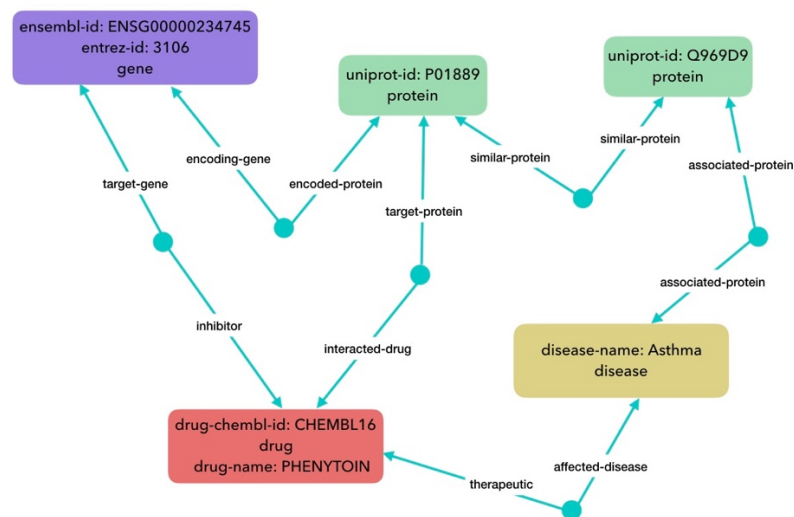 ensembl-id: ENSG00000234745
entrez-id: 3106
gene
uniprot-id: P01889
protein
uniprot-id: Q969D9
protein
similar-protein
encoding-gene
similar-protein
associated-protein
target-gene
encoded-protein
target-protein
associated-protein
inhibitor
interacted-drug
disease-name: Asthma
disease
drug-chembl-id: CHEMBL16
drug
drug-name: PHENYTOIN
affected-disease
therapeutic